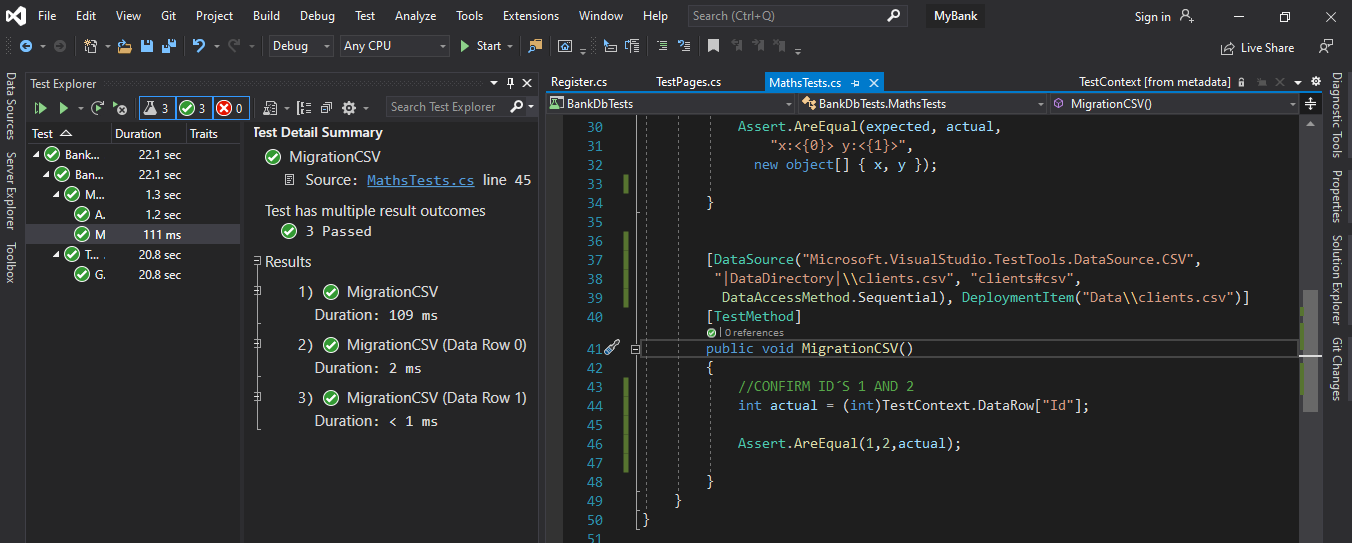 File Edit View Git Project Build Debug Test Analyze Tools Extensions Window Help Search (Ctrl+Q) MyBank Sign in
Debug Any CPU Start Live Share
Data Sources
Server Explorer
Toolbox
Test Explorer
3 3 0 Search Test Explorer
Test Duration Traits
Bank... 22.1 sec
Ban... 22.1 sec
M... 1.3 sec
A. 1.2 sec
M 111 ms
T... 20.8 sec
G. 20.8 sec
Test Detail Summary
MigrationCSV
Source: MathsTests.cs line 45
Test has multiple result outcomes
3 Passed
Results
1) MigrationCSV
Duration: 109 ms
2) MigrationCSV (Data Row 0)
Duration: 2 ms
3) MigrationCSV (Data Row 1)
Duration: < 1 ms
Register.cs TestPages.cs MathsTests.cs TestContext [from metadata]
BankDbTests BankDbTests.MathsTests MigrationCSV()
30 Assert.AreEqual(expected, actual,
31 "x:<{0}> y:<{1}>",
32 new object[] { x, y });
33
34 }
35
36
37 [DataSource("Microsoft.VisualStudio.TestTools.DataSource.CSV",
38 "|DataDirectory|\\clients.csv", "clients#csv",
39 DataAccessMethod.Sequential), DeploymentItem("Data\\clients.csv")]
40 [TestMethod]
0 references
41 public void MigrationCSV()
42 {
43 //CONFIRM ID´S 1 AND 2
44 int actual = (int)TestContext.DataRow["Id"];
45
46 Assert.AreEqual(1,2,actual);
47
48 }
49 }
50 }
51
Diagnostic Tools
Properties
Solution Explorer
Git Changes